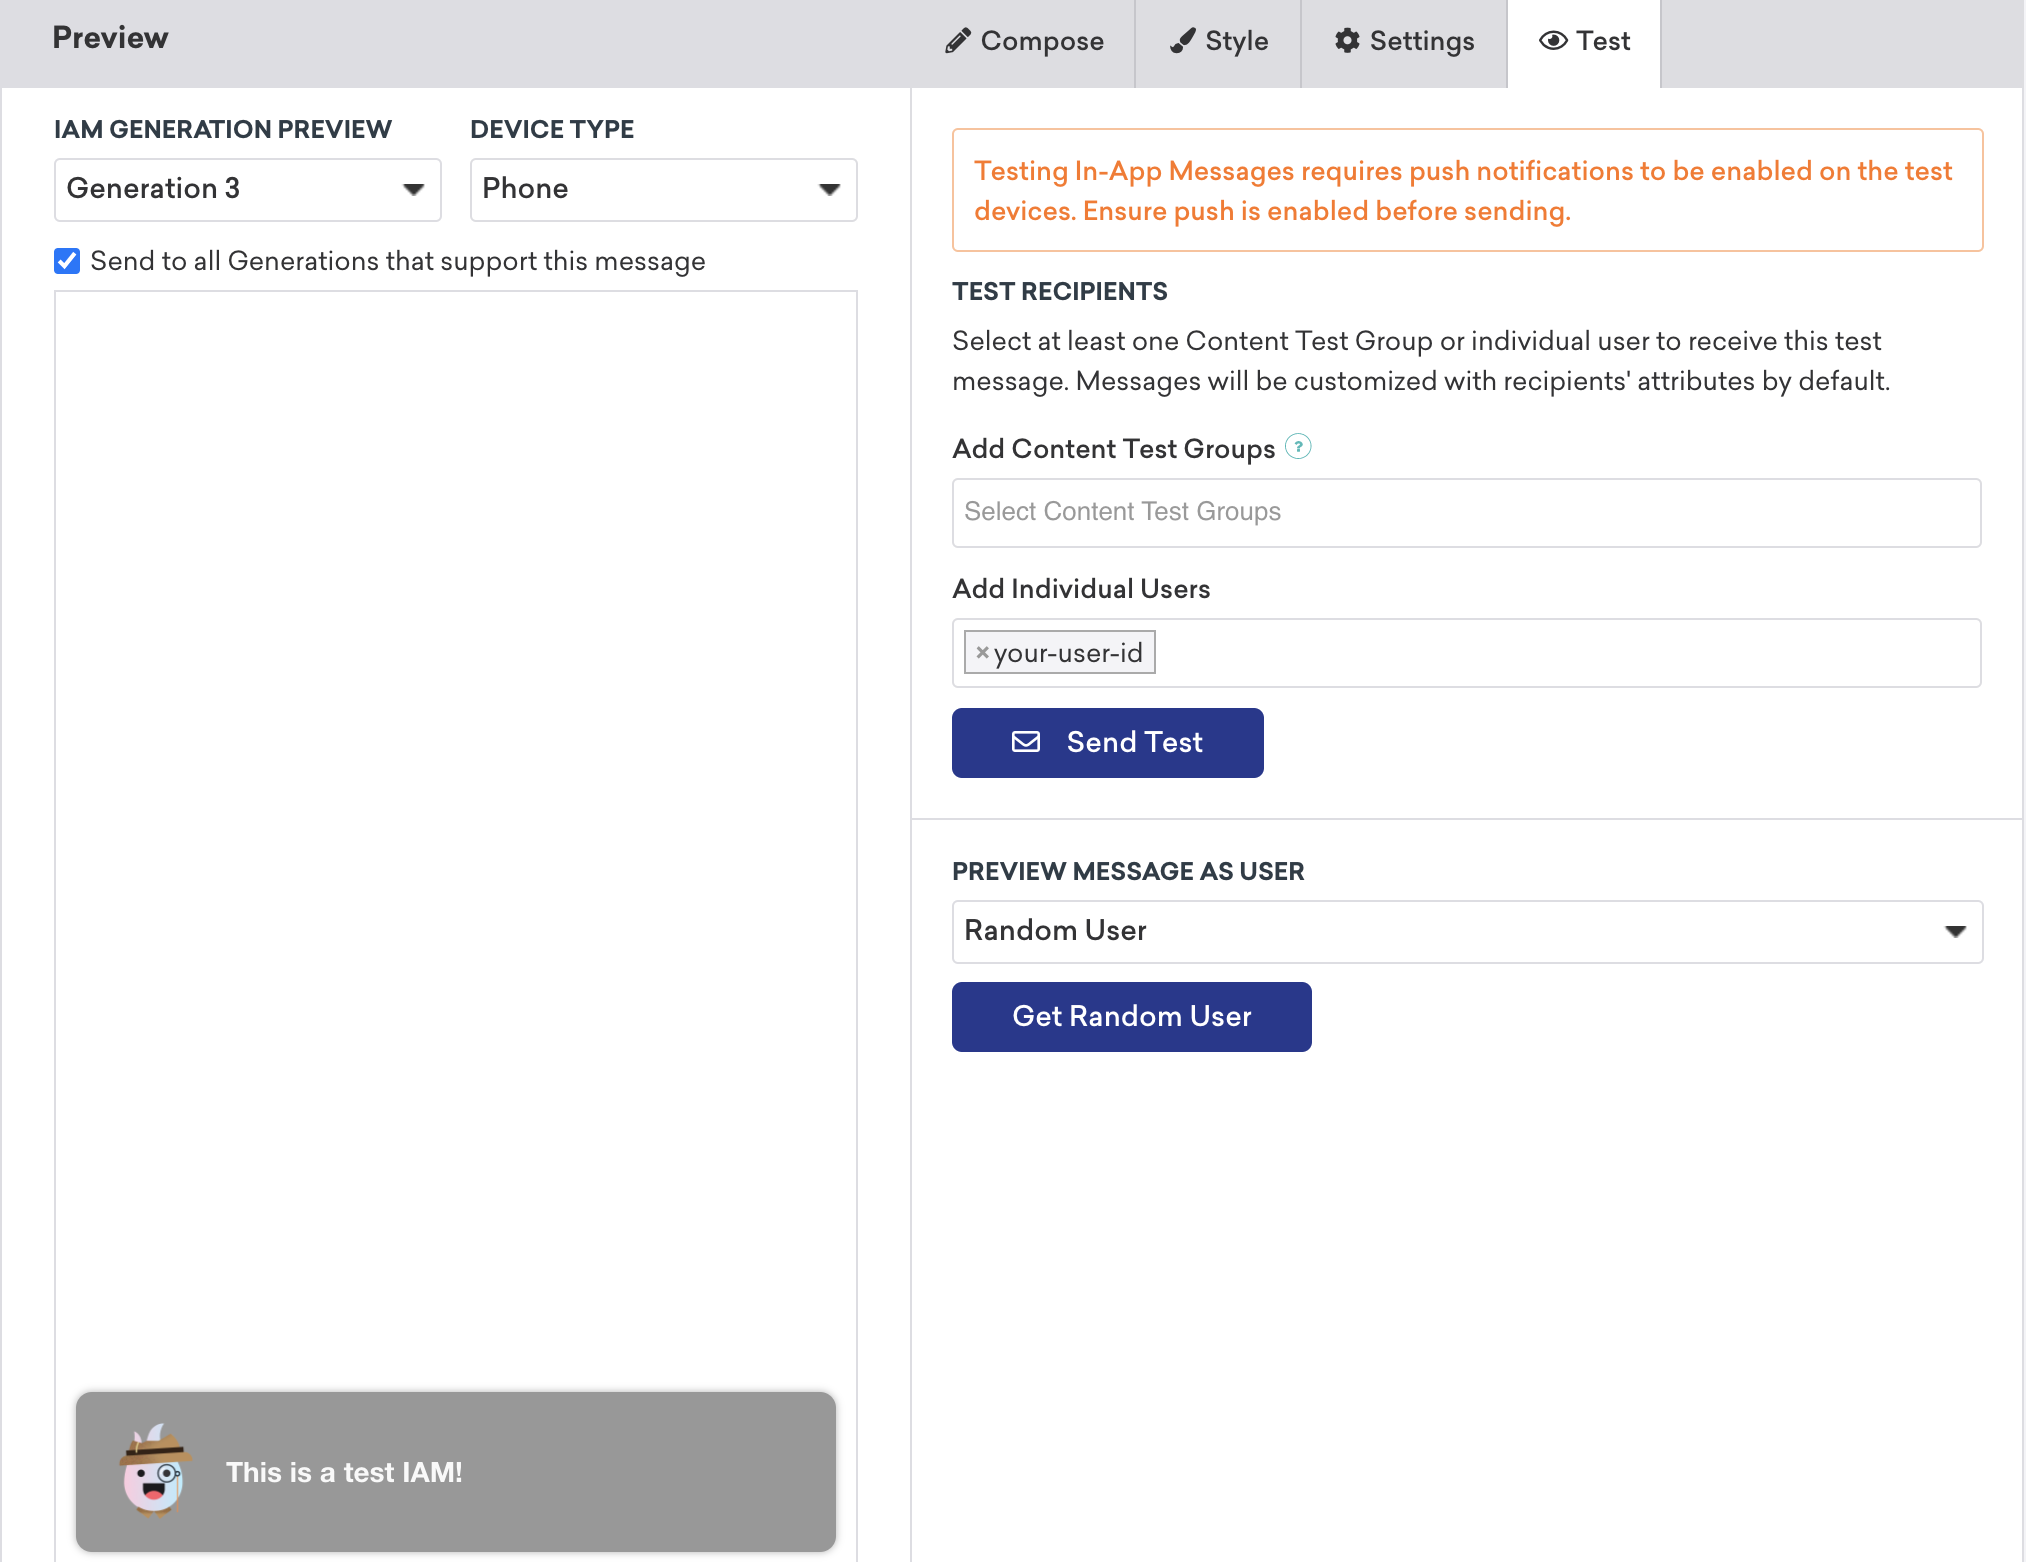 Preview
Compose
Style
Settings
Test
IAM GENERATION PREVIEW
DEVICE TYPE
Generation 3
Phone
Send to all Generations that support this message
This is a test IAM!
Testing In-App Messages requires push notifications to be enabled on the test
devices. Ensure push is enabled before sending.
TEST RECIPIENTS
Select at least one Content Test Group or individual user to receive this test
message. Messages will be customized with recipients' attributes by default.
Add Content Test Groups ?
Select Content Test Groups
Add Individual Users
×your-user-id
Send Test
PREVIEW MESSAGE AS USER
Random User
Get Random User